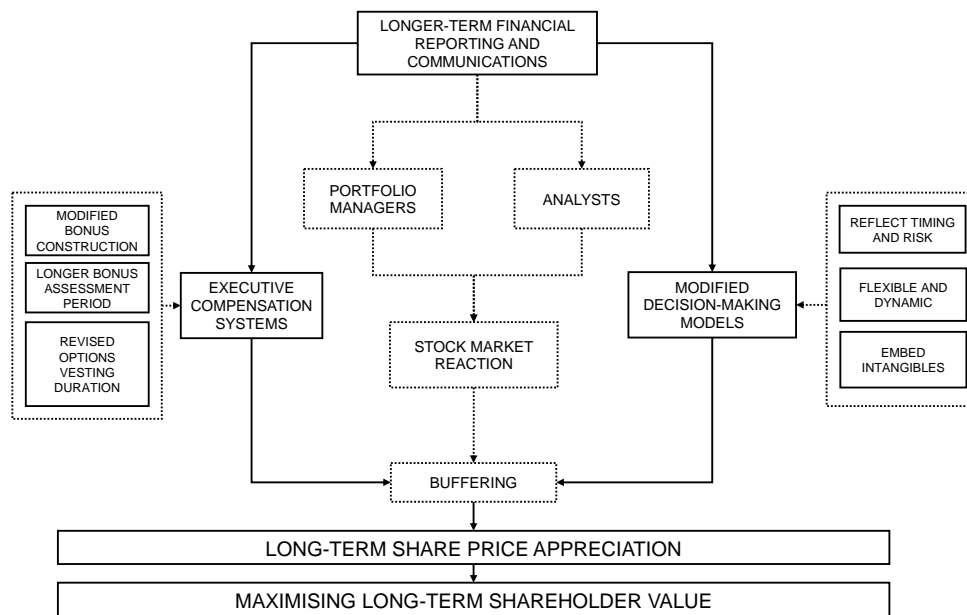 LONGER-TERM FINANCIAL
REPORTING AND
COMMUNICATIONS
PORTFOLIO
MANAGERS
ANALYSTS
MODIFIED
BONUS
CONSTRUCTION
LONGER BONUS
ASSESSMENT
PERIOD
REVISED
OPTIONS
VESTING
DURATION
EXECUTIVE
COMPENSATION
SYSTEMS
STOCK MARKET
REACTION
MODIFIED
DECISION-MAKING
MODELS
REFLECT TIMING
AND RISK
FLEXIBLE AND
DYNAMIC
EMBED
INTANGIBLES
BUFFERING
LONG-TERM SHARE PRICE APPRECIATION
MAXIMISING LONG-TERM SHAREHOLDER VALUE